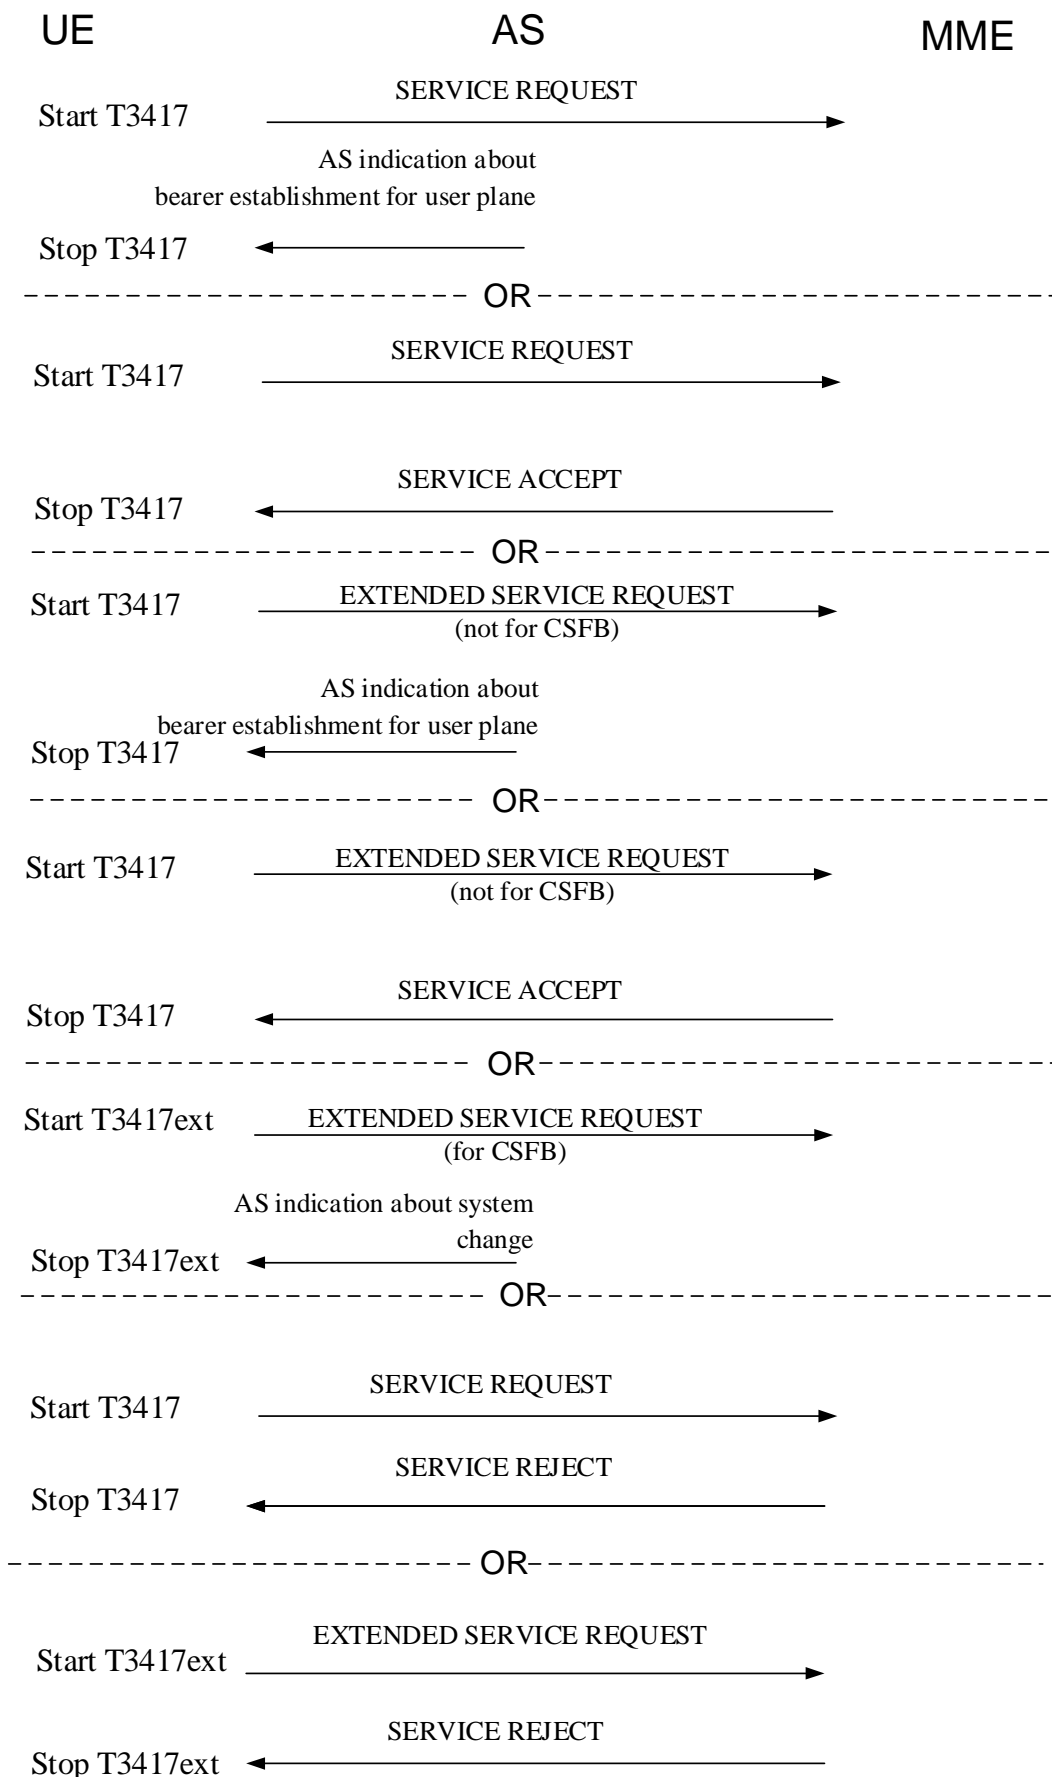 UE AS MME
SERVICE REQUEST
Start T3417
AS indication about
bearer establishment for user plane
Stop T3417
OR
SERVICE REQUEST
Start T3417
SERVICE ACCEPT
Stop T3417
OR
Start T3417 EXTENDED SERVICE REQUEST
(not for CSFB)
AS indication about
bearer establishment for user plane
Stop T3417
OR
Start T3417 EXTENDED SERVICE REQUEST
(not for CSFB)
SERVICE ACCEPT
Stop T3417
OR
Start T3417ext EXTENDED SERVICE REQUEST
(for CSFB)
AS indication about system
change
Stop T3417ext
OR
SERVICE REQUEST
Start T3417
SERVICE REJECT
Stop T3417
OR
EXTENDED SERVICE REQUEST
Start T3417ext
SERVICE REJECT
Stop T3417ext